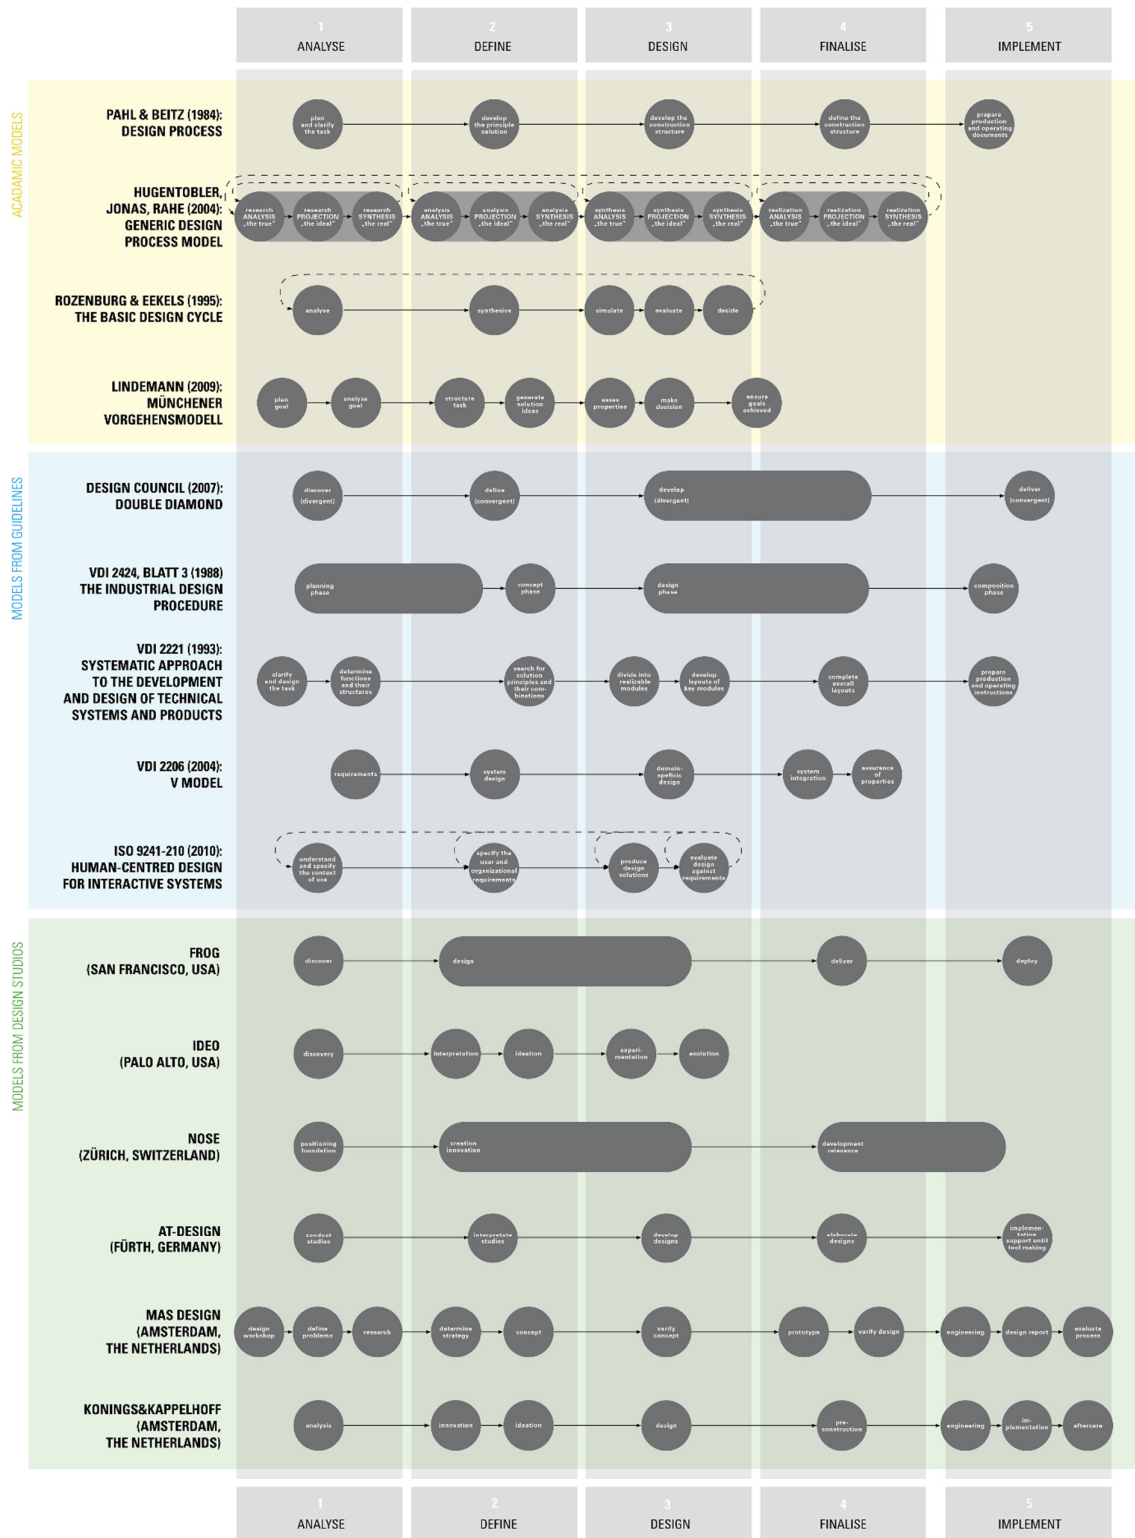 1
ANALYSE
2
DEFINE
3
DESIGN
4
FINALISE
5
IMPLEMENT
ACADAMIC MODELS
PAHL & BEITZ (1984):
DESIGN PROCESS
plan
and clarify
the task
develop
the principle
solution
develop the
construction
structure
define the
construction
structure
prepare
production
and operating
documents
HUGENTOBLER,
JONAS, RAHE (2004):
GENERIC DESIGN
PROCESS MODEL
research
ANALYSIS
„the true“
research
PROJECTION
„the ideal“
research
SYNTHESIS
„the real“
analysis
ANALYSIS
„the true“
analysis
PROJECTION
„the ideal“
analysis
SYNTHESIS
„the real“
synthesis
ANALYSIS
„the true“
synthesis
PROJECTION
„the ideal“
synthesis
SYNTHESIS
„the real“
realization
ANALYSIS
„the true“
realization
PROJECTION
„the ideal“
realization
SYNTHESIS
„the real“
ROZENBURG & EEKELS (1995):
THE BASIC DESIGN CYCLE
analyse
synthesise
simulate
evaluate
decide
LINDEMANN (2009):
MÜNCHENER
VORGEHENSMODELL
plan
goal
analyse
goal
structure
task
generate
solution
ideas
asses
properties
make
decision
ensure
goals
achieved
MODELS FROM GUIDELINES
DESIGN COUNCIL (2007):
DOUBLE DIAMOND
discover
(divergent)
define
(convergent)
develop
(divergent)
deliver
(convergent)
VDI 2424, BLATT 3 (1988)
THE INDUSTRIAL DESIGN
PROCEDURE
planning
phase
concept
phase
design
phase
composition
phase
VDI 2221 (1993):
SYSTEMATIC APPROACH
TO THE DEVELOPMENT
AND DESIGN OF TECHNICAL
SYSTEMS AND PRODUCTS
clarify
and design
the task
determine
functions
and their
structures
search for
solution
principles and
their com-
binations
divide into
realizable
modules
develop
layouts of
key modules
complete
overall
layouts
prepare
production
and operating
instructions
VDI 2206 (2004):
V MODEL
requirements
system
design
domain-
speficic
design
system
integration
assurance
of
properties
ISO 9241-210 (2010):
HUMAN-CENTRED DESIGN
FOR INTERACTIVE SYSTEMS
understand
and specify
the context
of use
specify the
user and
organizational
requirements
produce
design
solutions
evaluate
design
against
requirements
MODELS FROM DESIGN STUDIOS
FROG
(SAN FRANCISCO, USA)
discover
design
deliver
deploy
IDEO
(PALO ALTO, USA)
discovery
interpretation
ideation
experi-
mentation
evolution
NOSE
(ZÜRICH, SWITZERLAND)
positioning
foundation
creation
innovation
development
relevance
AT-DESIGN
(FÜRTH, GERMANY)
conduct
studies
interpretate
studies
develop
designs
elaborate
designs
implemen-
tation
support until
tool making
MAS DESIGN
(AMSTERDAM,
THE NETHERLANDS)
design
workshop
define
problems
research
determine
strategy
concept
varify
concept
prototype
varify design
engineering
design report
evaluate
process
KONINGS&KAPPELHOFF
(AMSTERDAM,
THE NETHERLANDS)
analysis
innovation
ideation
design
pre-
construction
engineering
im-
plementation
aftercare
1
ANALYSE
2
DEFINE
3
DESIGN
4
FINALISE
5
IMPLEMENT